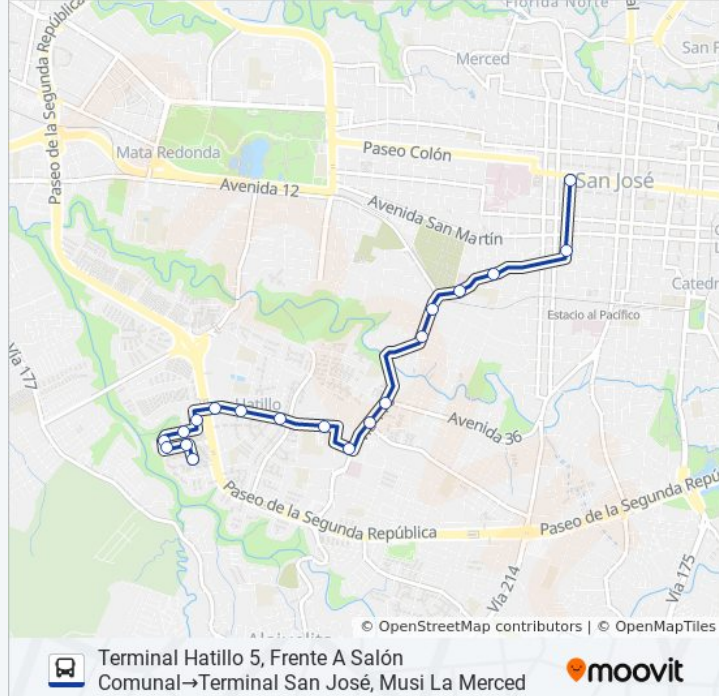 Florida Norte
Merced
San F
Paseo de la Segunda República
Paseo Colón
Mata Redonda
Avenida 12
San José
Avenida San Martín
Catedr
Estacio al Pacífico
Vía 177
Hatillo
Avenida 36
Paseo de la Segunda República
Paseo de la Segunda Repú
Vía 214
Vía 175
Alajuelita
© OpenStreetMap contributors | © OpenMapTiles
Terminal Hatillo 5, Frente A Salón
Comunal→Terminal San José, Musi La Merced
moovit